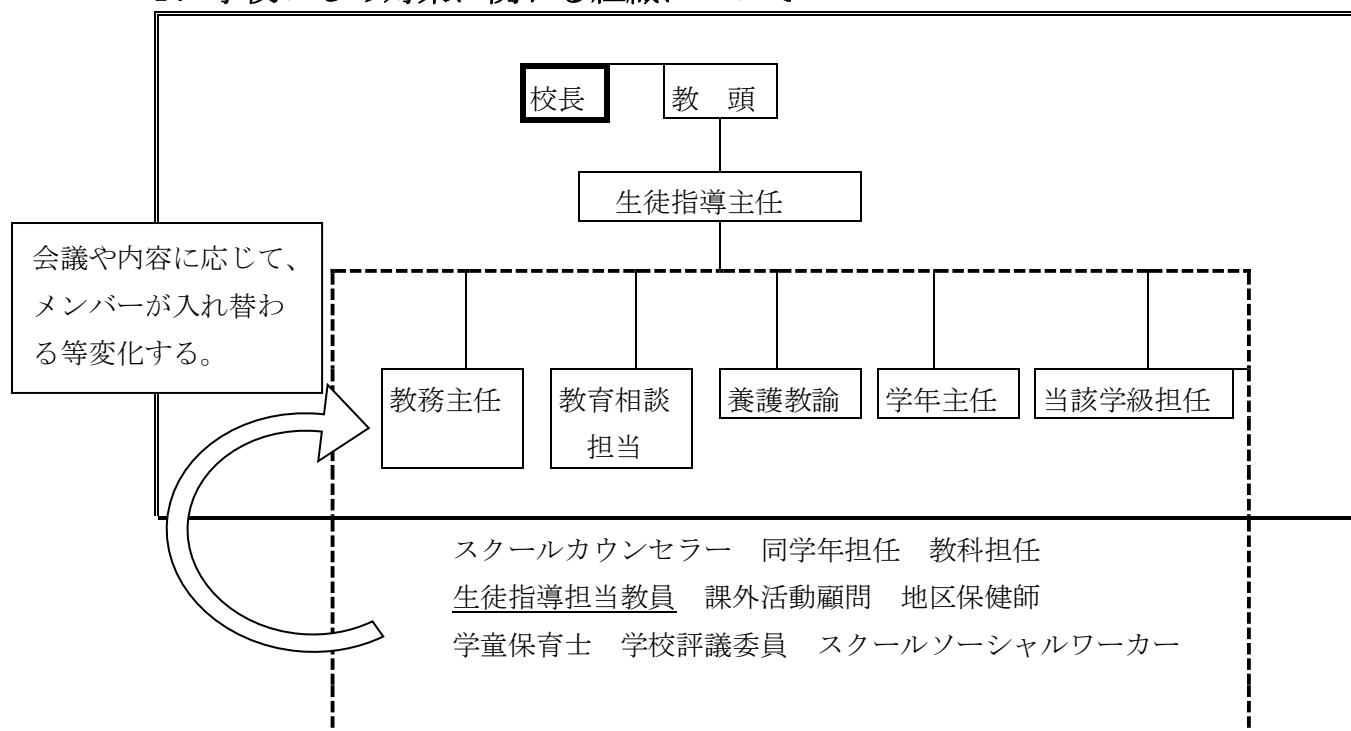 校長
教 頭
生徒指導主任
会議や内容に応じて、
メンバーが入れ替わ
る等変化する。
教務主任
教育相談
担当
養護教諭
学年主任
当該学級担任
スクールカウンセラー 同学年担任 教科担任
生徒指導担当教員 課外活動顧問 地区保健師
学童保育士 学校評議委員 スクールソーシャルワーカー